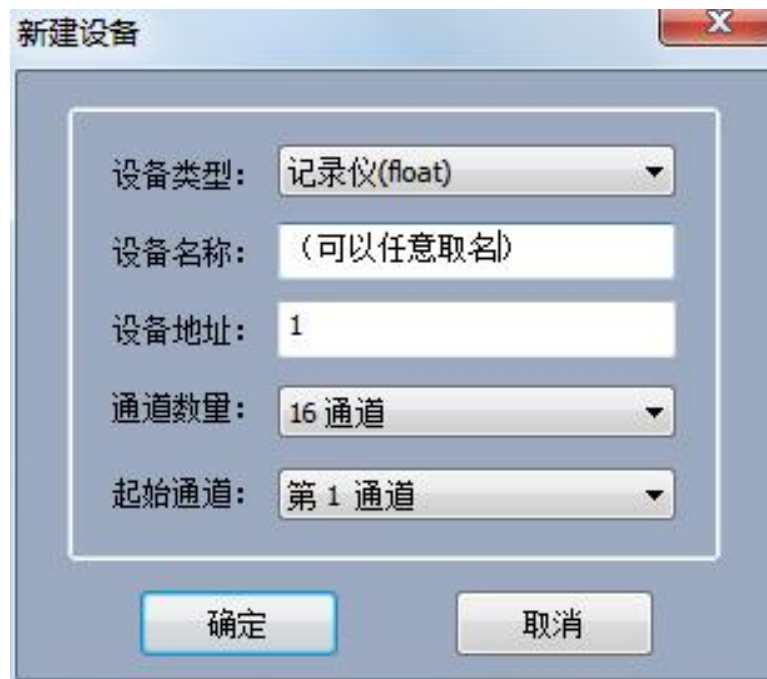 新建设备
设备类型： 记录仪(float)
设备名称： （可以任意取名）
设备地址： 1
通道数量： 16 通道
起始通道： 第 1 通道
确定 取消